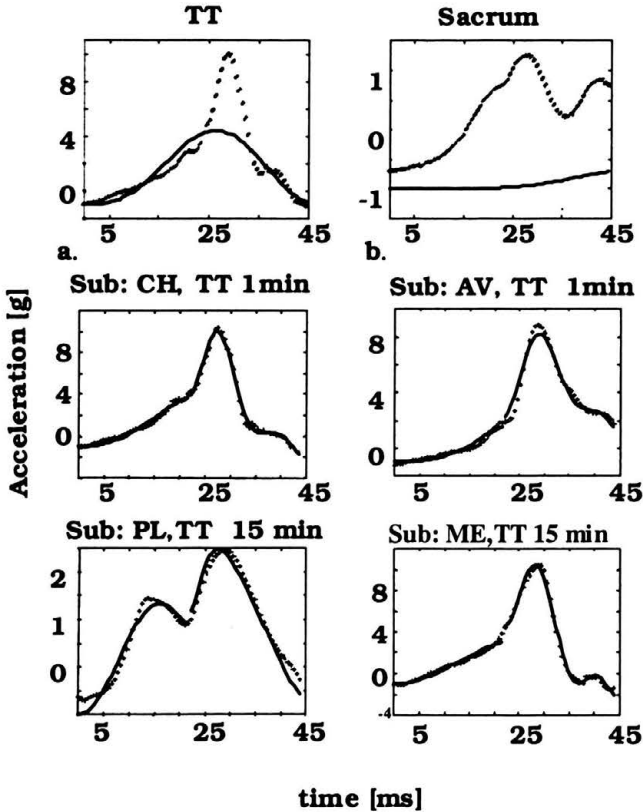 TT
8
4
0
5 25 45
a.
Sacrum
1
0
-1
5 25 45
b.
Sub: CH, TT 1min
8
4
0
5 25 45
Sub: AV, TT 1min
8
4
0
5 25 45
Sub: PL,TT 15 min
2
1
0
5 25 45
Sub: ME,TT 15 min
8
4
0
-4
5 25 45
Acceleration [g]
time [ms]